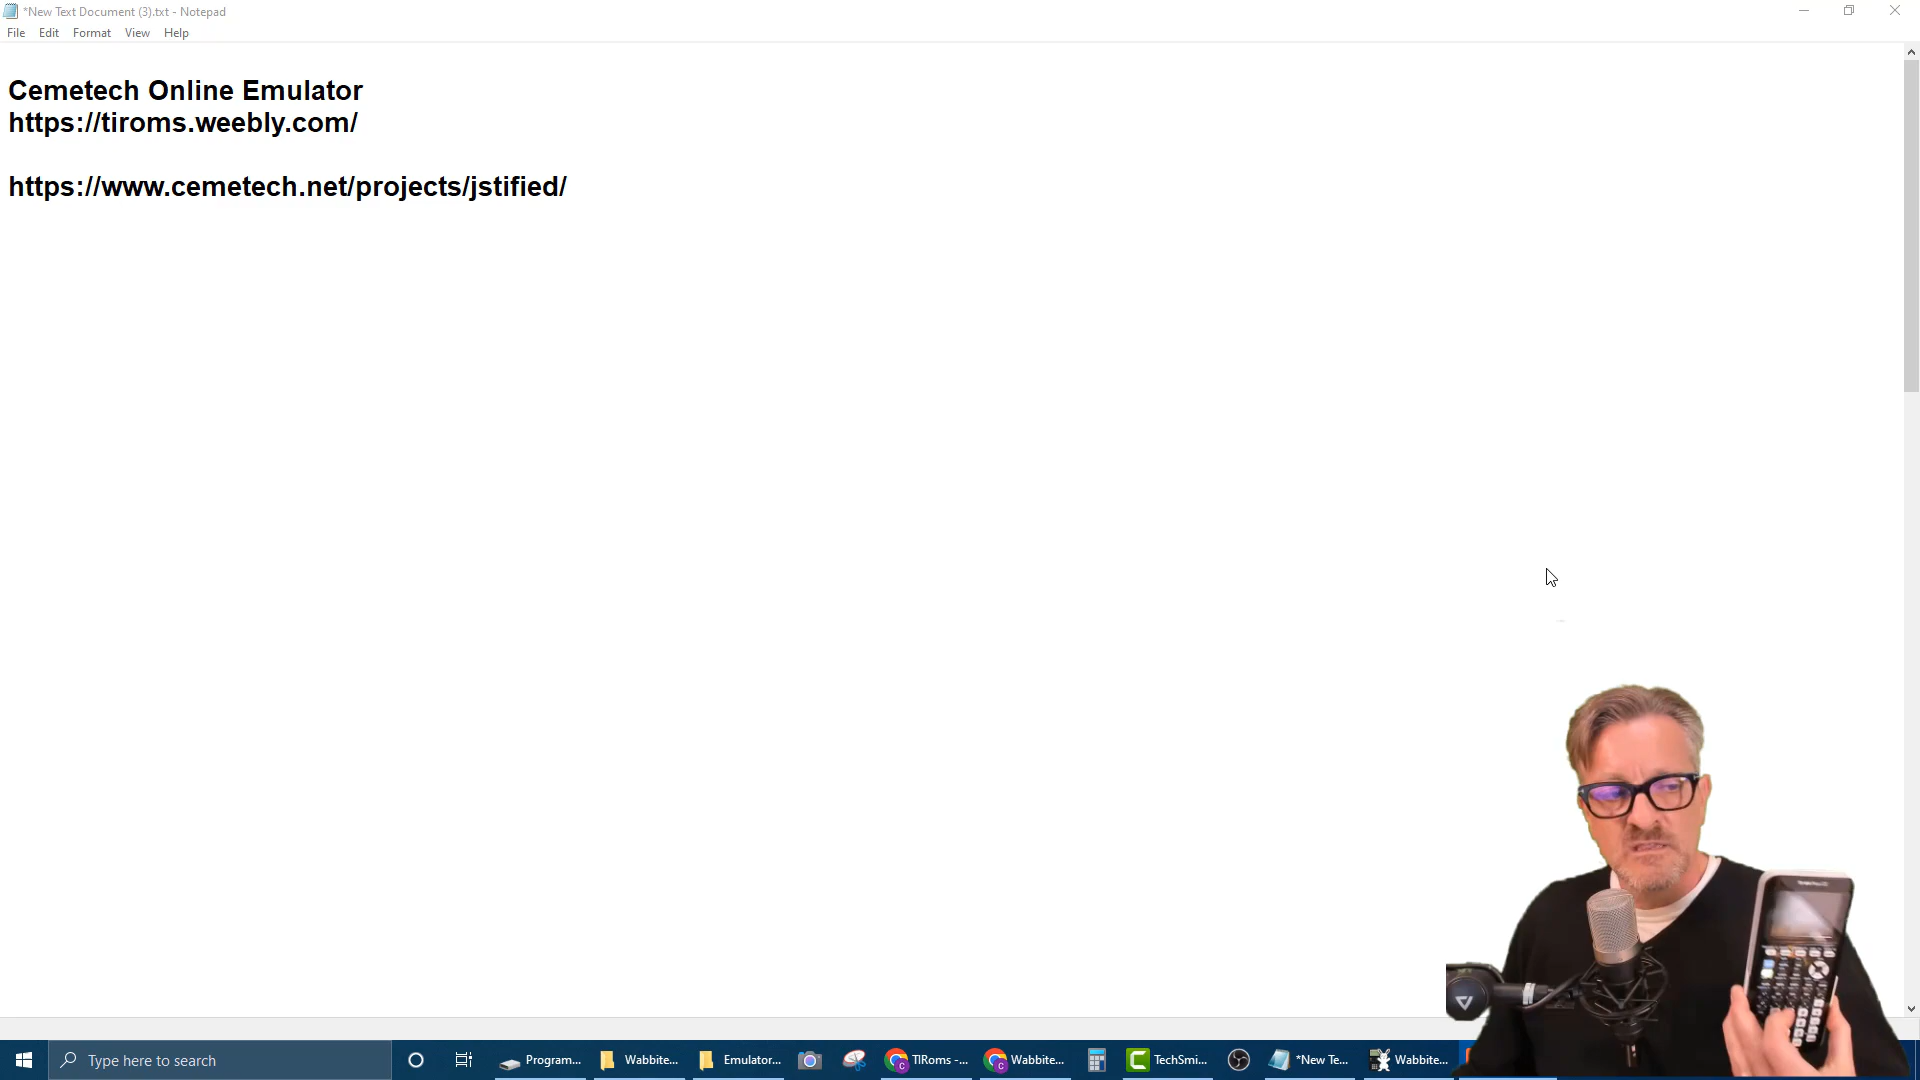 *New Text Document (3).txt - Notepad
File Edit Format View Help
Cemetech Online Emulator
https://tiroms.weebly.com/
https://www.cemetech.net/projects/jstified/
Type here to search
Program...
Wabbite...
Emulator...
TIRoms -...
Wabbite...
TechSmi...
*New Te...
Wabbite...